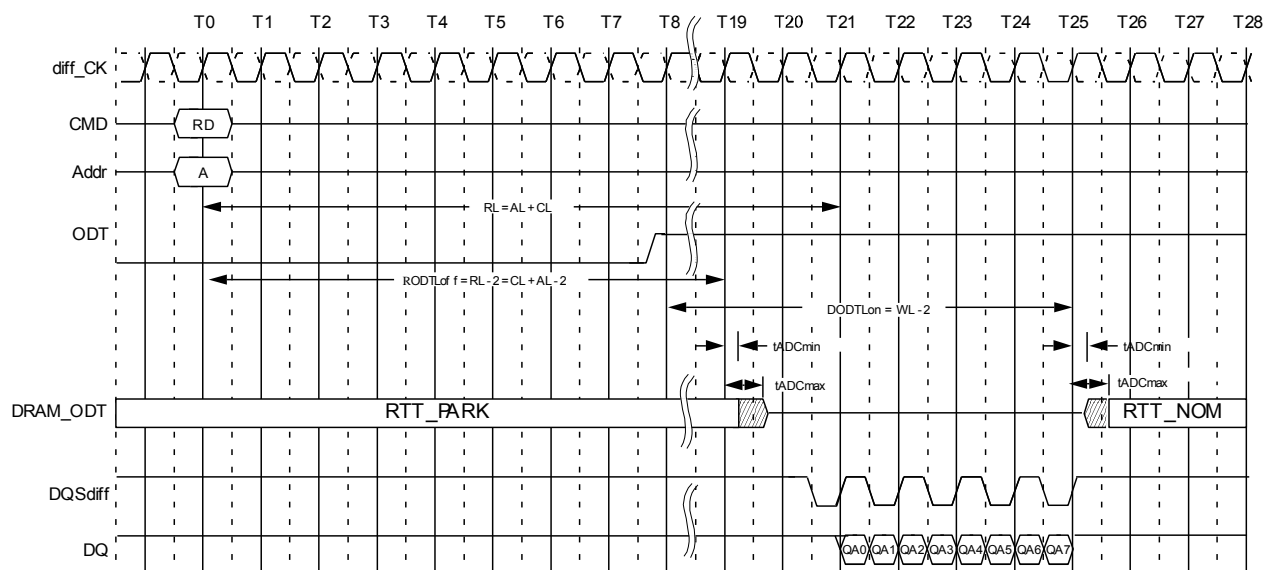 T0 T1 T2 T3 T4 T5 T6 T7 T8 T19 T20 T21 T22 T23 T24 T25 T26 T27 T28
diff_CK
CMD RD
Addr A
RL = AL + CL
ODT
RODTLoff = RL - 2 = CL + AL - 2
DODTLon = WL - 2
tADCmin tADCmin
tADCmax tADCmax
DRAM_ODT RTT_PARK RTT_NOM
DQSdiff
DQ QA0 QA1 QA2 QA3 QA4 QA5 QA6 QA7